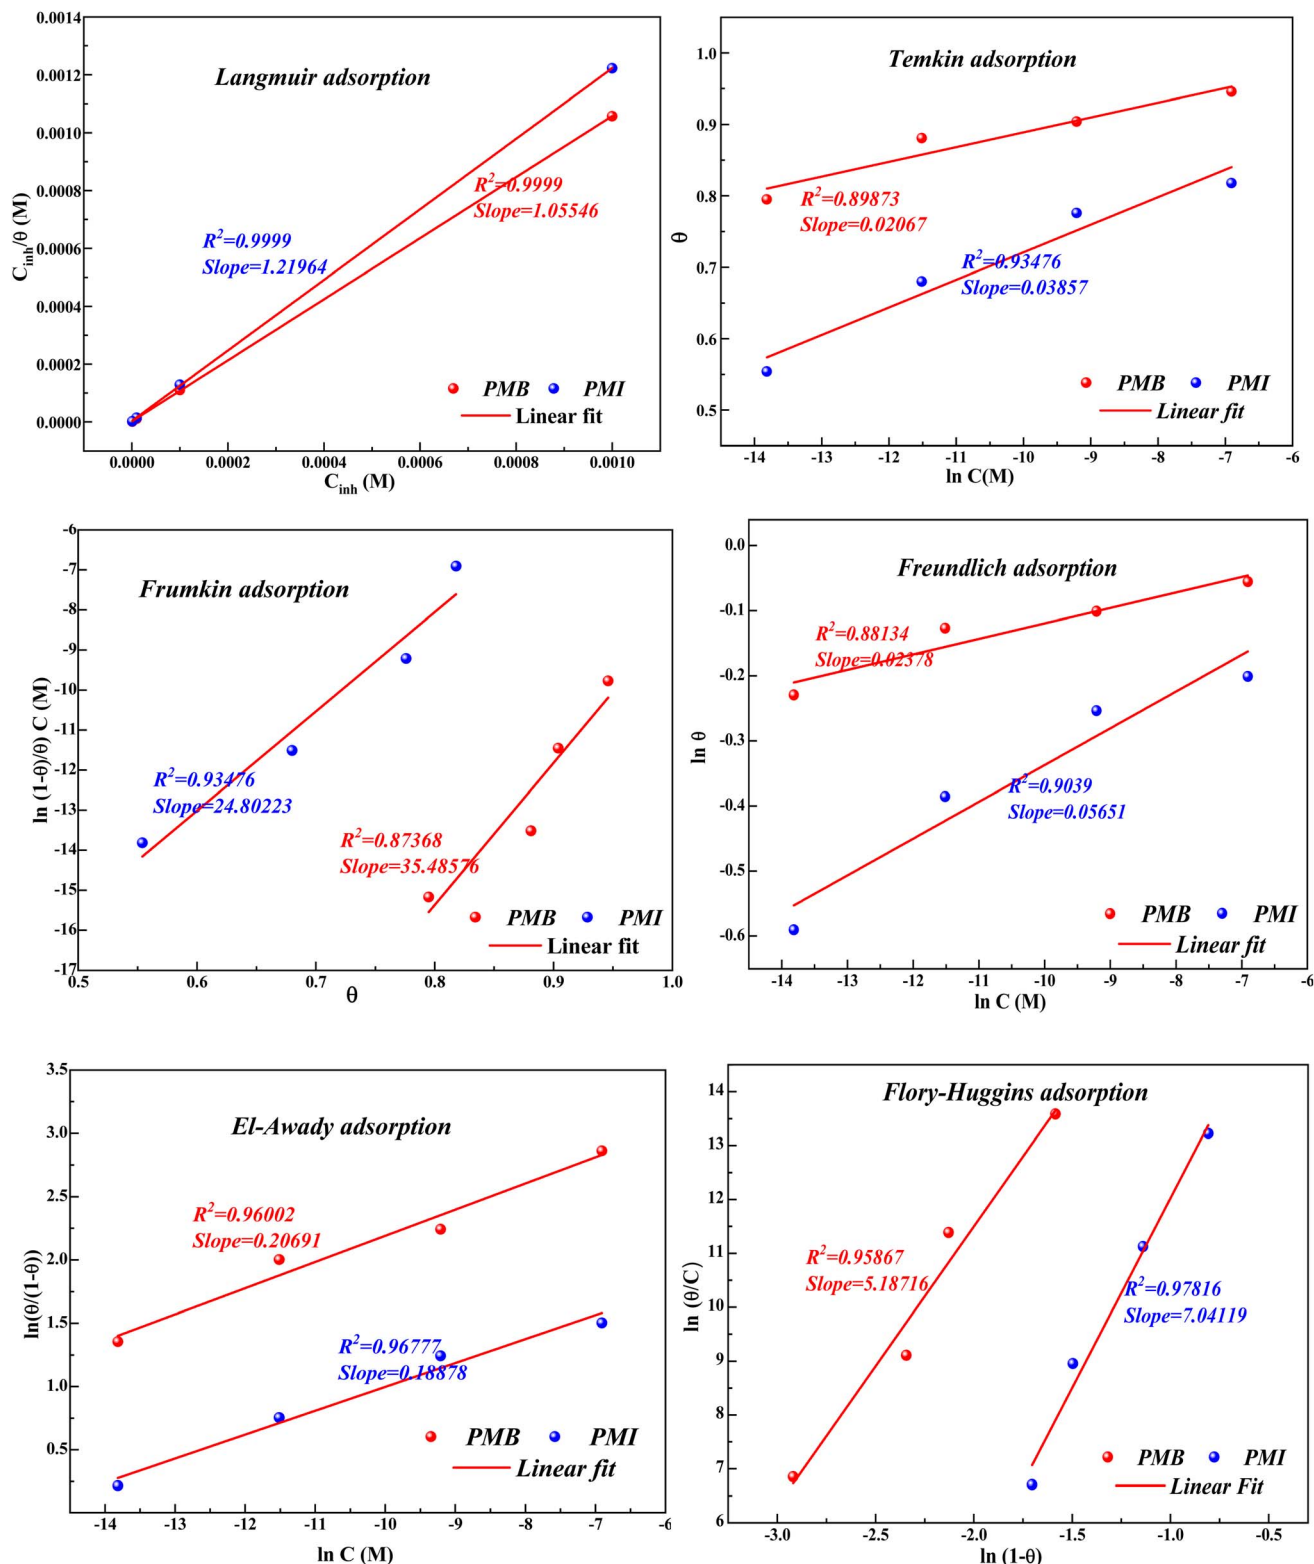 Langmuir adsorption
0.0014
0.0012
0.0010
0.0008
0.0006
0.0004
0.0002
0.0000
C_inh/θ (M)
R²=0.9999
Slope=1.05546
R²=0.9999
Slope=1.21964
PMB PMI
Linear fit
0.0000 0.0002 0.0004 0.0006 0.0008 0.0010
C_inh (M)
Temkin adsorption
1.0
0.9
0.8
0.7
0.6
0.5
θ
R²=0.89873
Slope=0.02067
R²=0.93476
Slope=0.03857
PMB PMI
Linear fit
-14 -13 -12 -11 -10 -9 -8 -7 -6
ln C(M)
Frumkin adsorption
-6
-7
-8
-9
-10
-11
-12
-13
-14
-15
-16
-17
ln (1-θ)/θ) C (M)
R²=0.93476
Slope=24.80223
R²=0.87368
Slope=35.48576
PMB PMI
Linear fit
0.5 0.6 0.7 0.8 0.9 1.0
θ
Freundlich adsorption
0.0
-0.1
-0.2
-0.3
-0.4
-0.5
-0.6
ln θ
R²=0.88134
Slope=0.02378
R²=0.9039
Slope=0.05651
PMB PMI
Linear fit
-14 -13 -12 -11 -10 -9 -8 -7 -6
ln C (M)
El-Awady adsorption
3.5
3.0
2.5
2.0
1.5
1.0
0.5
ln(θ/(1-θ))
R²=0.96002
Slope=0.20691
R²=0.96777
Slope=0.18878
PMB PMI
Linear fit
-14 -13 -12 -11 -10 -9 -8 -7 -6
ln C (M)
Flory-Huggins adsorption
14
13
12
11
10
9
8
7
6
ln (θ/C)
R²=0.95867
Slope=5.18716
R²=0.97816
Slope=7.04119
PMB PMI
Linear Fit
-3.0 -2.5 -2.0 -1.5 -1.0 -0.5
ln (1-θ)